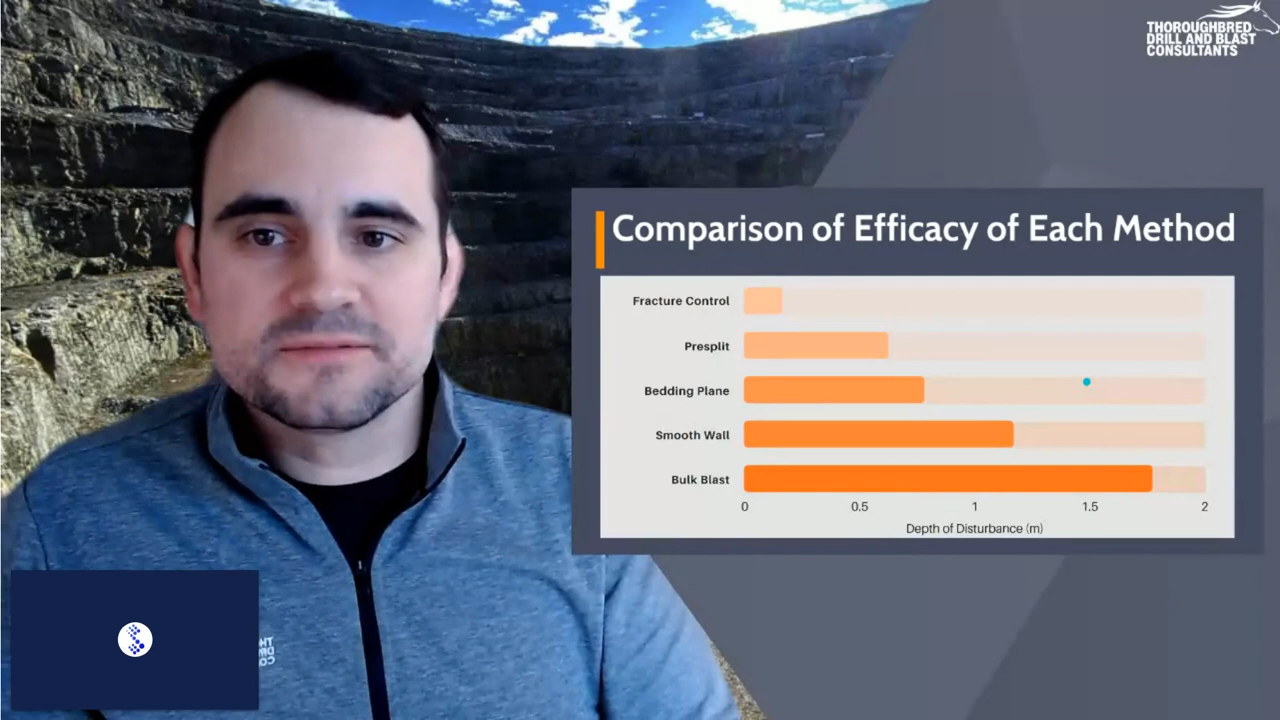 THOROUGHBRED
DRILL AND BLAST
CONSULTANTS
Comparison of Efficacy of Each Method
Fracture Control
Presplit
Bedding Plane
Smooth Wall
Bulk Blast
0 0.5 1 1.5 2
Depth of Disturbance (m)